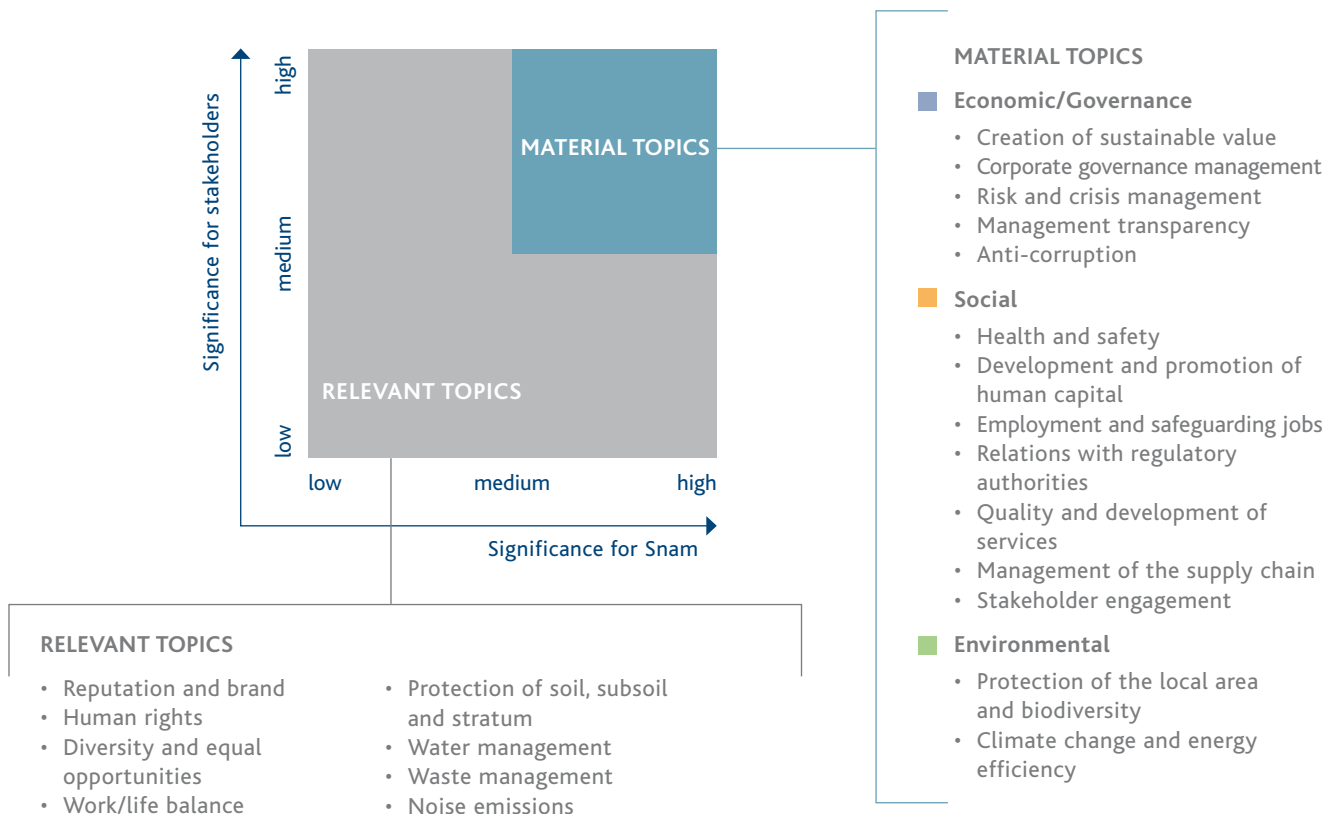 Significance for stakeholders
high
medium
low
MATERIAL TOPICS
RELEVANT TOPICS
low
medium
high
Significance for Snam
MATERIAL TOPICS
Economic/Governance
• Creation of sustainable value
• Corporate governance management
• Risk and crisis management
• Management transparency
• Anti-corruption
Social
• Health and safety
• Development and promotion of
human capital
• Employment and safeguarding jobs
• Relations with regulatory
authorities
• Quality and development of
services
• Management of the supply chain
• Stakeholder engagement
Environmental
• Protection of the local area
and biodiversity
• Climate change and energy
efficiency
RELEVANT TOPICS
• Reputation and brand
• Human rights
• Diversity and equal
opportunities
• Work/life balance
• Protection of soil, subsoil
and stratum
• Water management
• Waste management
• Noise emissions